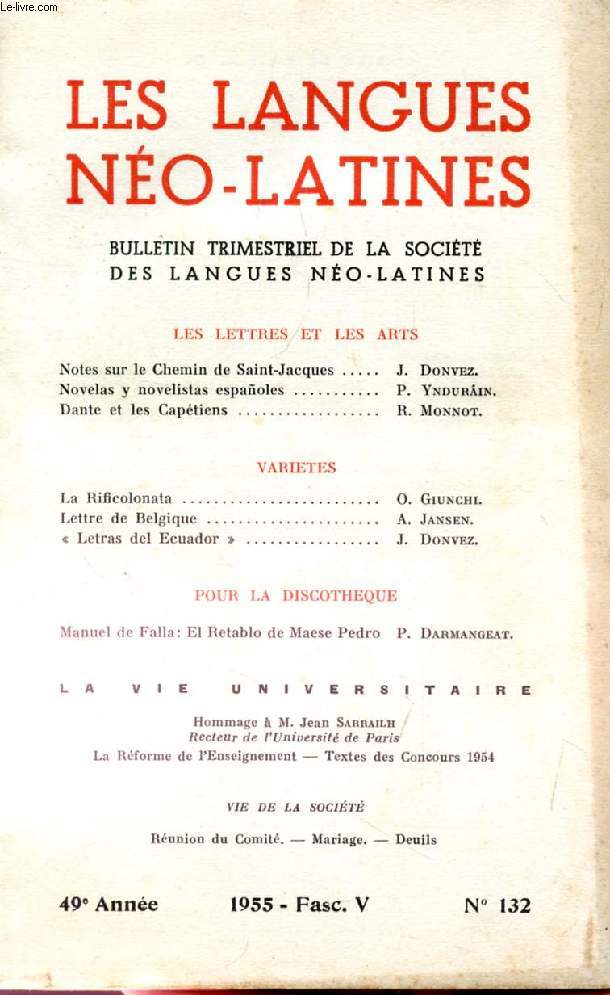 Le-livre.com
LES LANGUES
NÉO-LATINES
BULLETIN TRIMESTRIEL DE LA SOCIÉTÉ
DES LANGUES NÉO-LATINES
LES LETTRES ET LES ARTS
Notes sur le Chemin de Saint-Jacques ..... J. DONVEZ.
Novelas y novelistas españoles ........... P. YNDURÂIN.
Dante et les Capétiens .................. R. MONNOT.
VARIETES
La Rificolonata ......................... O. GIUNCHI.
Lettre de Belgique ...................... A. JANSEN.
« Letras del Ecuador » ................. J. DONVEZ.
POUR LA DISCOTHEQUE
Manuel de Falla: El Retablo de Maese Pedro P. DARMANGEAT.
LA VIE UNIVERSITAIRE
Hommage à M. Jean SARRAILH
Recteur de l'Université de Paris
La Réforme de l'Enseignement — Textes des Concours 1954
VIE DE LA SOCIÉTÉ
Réunion du Comité. — Mariage. — Deuils
49e Année 1955 - Fasc. V No 132